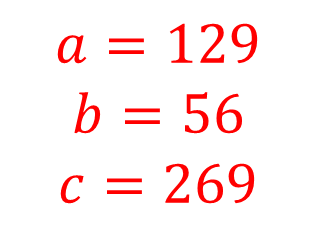 a = 129
b = 56
c = 269